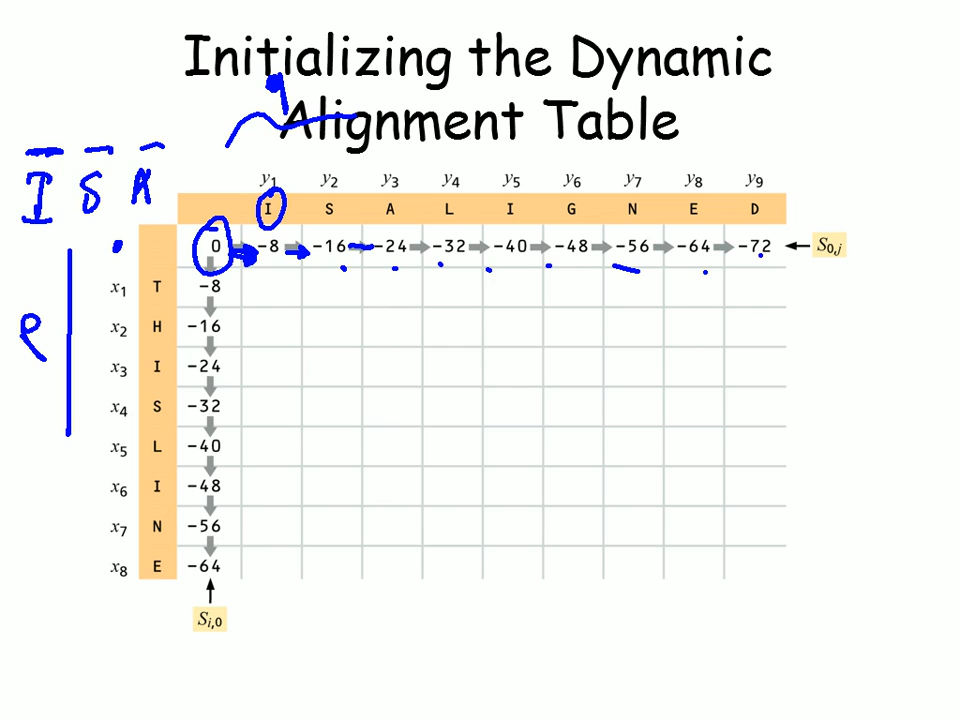 Initializing the Dynamic
Alignment Table
I S A
y1 y2 y3 y4 y5 y6 y7 y8 y9
I S A L I G N E D
0 -8 -16 -24 -32 -40 -48 -56 -64 -72 S0,j
x1 T -8
x2 H -16
x3 I -24
x4 S -32
x5 L -40
x6 I -48
x7 N -56
x8 E -64
Si,0